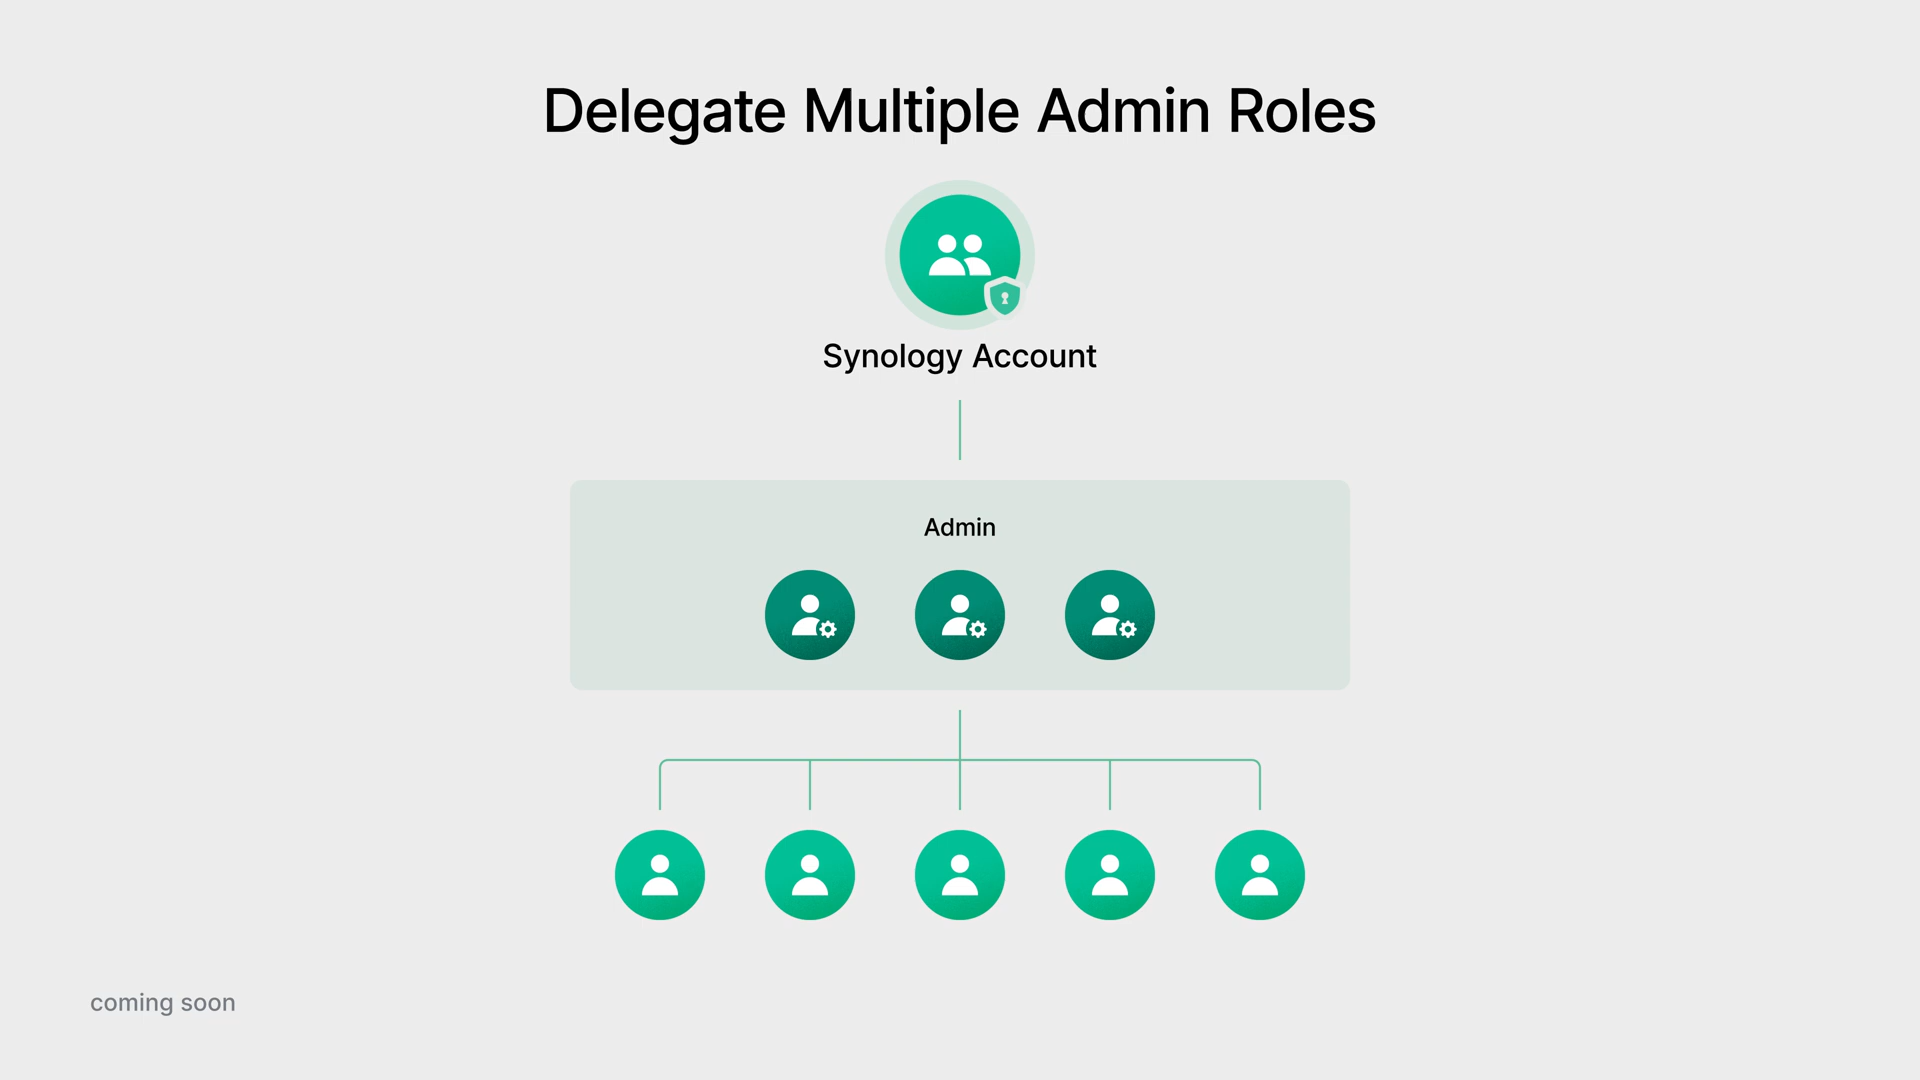 Delegate Multiple Admin Roles
Synology Account
Admin
coming soon